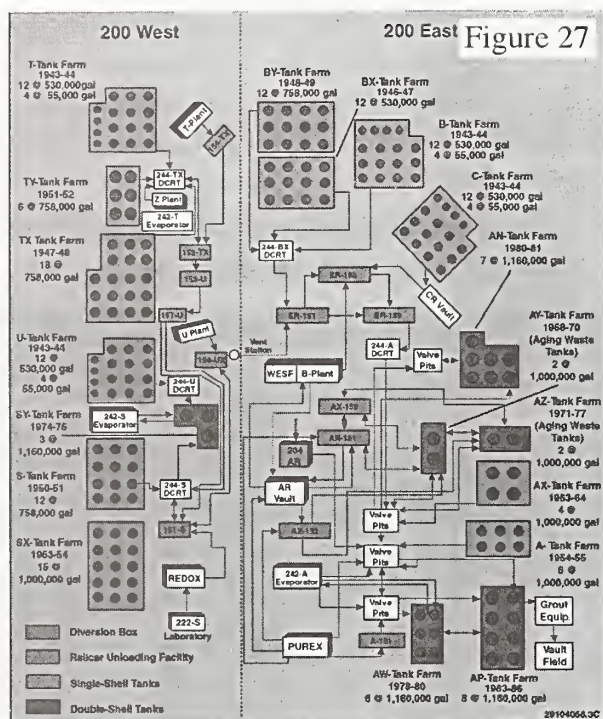 Figure 27
200 West
200 East
T-Tank Farm
1943-44
12 @ 530,000 gal
4 @ 55,000 gal
T-Plant
154-TX
244-TX
DCRT
Z Plant
242-T
Evaporator
TY-Tank Farm
1951-52
6 @ 758,000 gal
TX Tank Farm
1947-48
18 @
758,000 gal
152-TX
151-U
U Plant
Vent
Station
U-Tank Farm
1943-44
12 @
530,000 gal
4 @
55,000 gal
244-U
DCRT
242-S
Evaporator
SY-Tank Farm
1974-76
3 @
1,160,000 gal
S-Tank Farm
1950-51
12 @
758,000 gal
244-S
DCRT
151-S
SX-Tank Farm
1953-54
15 @
1,000,000 gal
REDOX
222-S
Laboratory
Diversion Box
Railcar Unloading Facility
Single-Shell Tanks
Double-Shell Tanks
BY-Tank Farm
1948-49
12 @ 758,000 gal
BX-Tank Farm
1946-47
12 @ 530,000 gal
B-Tank Farm
1943-44
12 @ 530,000 gal
4 @ 55,000 gal
C-Tank Farm
1943-44
12 @ 530,000 gal
4 @ 55,000 gal
AN-Tank Farm
1980-81
7 @ 1,160,000 gal
244-BX
DCRT
ER-151
CR Vault
244-A
DCRT
Valve
Pits
WESF
B-Plant
AY-Tank Farm
1968-70
(Aging Waste
Tanks)
2 @
1,000,000 gal
AZ-Tank Farm
1971-77
(Aging Waste
Tanks)
2 @
1,000,000 gal
204
AR
AR
Vault
Valve
Pits
AX-Tank Farm
1963-64
4 @
1,000,000 gal
Valve
Pits
A- Tank Farm
1954-55
6 @
1,000,000 gal
242-A
Evaporator
Valve
Pits
PUREX
Grout
Equip.
Vault
Field
AW-Tank Farm
1978-80
6 @ 1,160,000 gal
AP-Tank Farm
1983-86
8 @ 1,160,000 gal